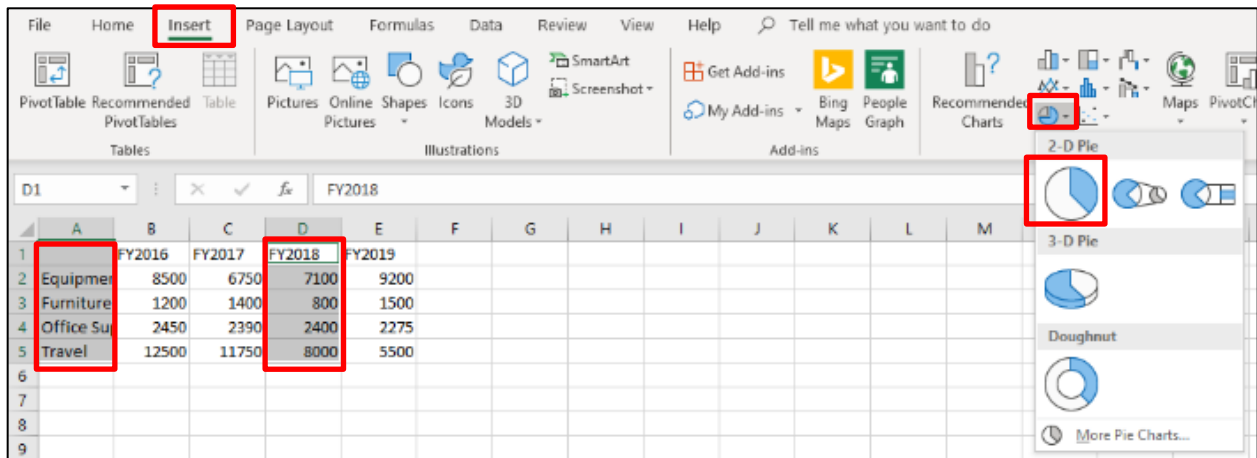 File Home Insert Page Layout Formulas Data Review View Help Tell me what you want to do
PivotTable
Recommended PivotTables
Table
Tables
Pictures
Online Pictures
Shapes
Icons
3D Models
SmartArt
Screenshot
Illustrations
Get Add-ins
My Add-ins
Bing Maps
People Graph
Add-ins
Recommended Charts
Maps
PivotCh
D1 fx FY2018
A B C D E F G H I J K L M
1 FY2016 FY2017 FY2018 FY2019
2 Equipmen 8500 6750 7100 9200
3 Furniture 1200 1400 800 1500
4 Office Sup 2450 2390 2400 2275
5 Travel 12500 11750 8000 5500
6
7
8
9
2-D Pie
3-D Pie
Doughnut
More Pie Charts...